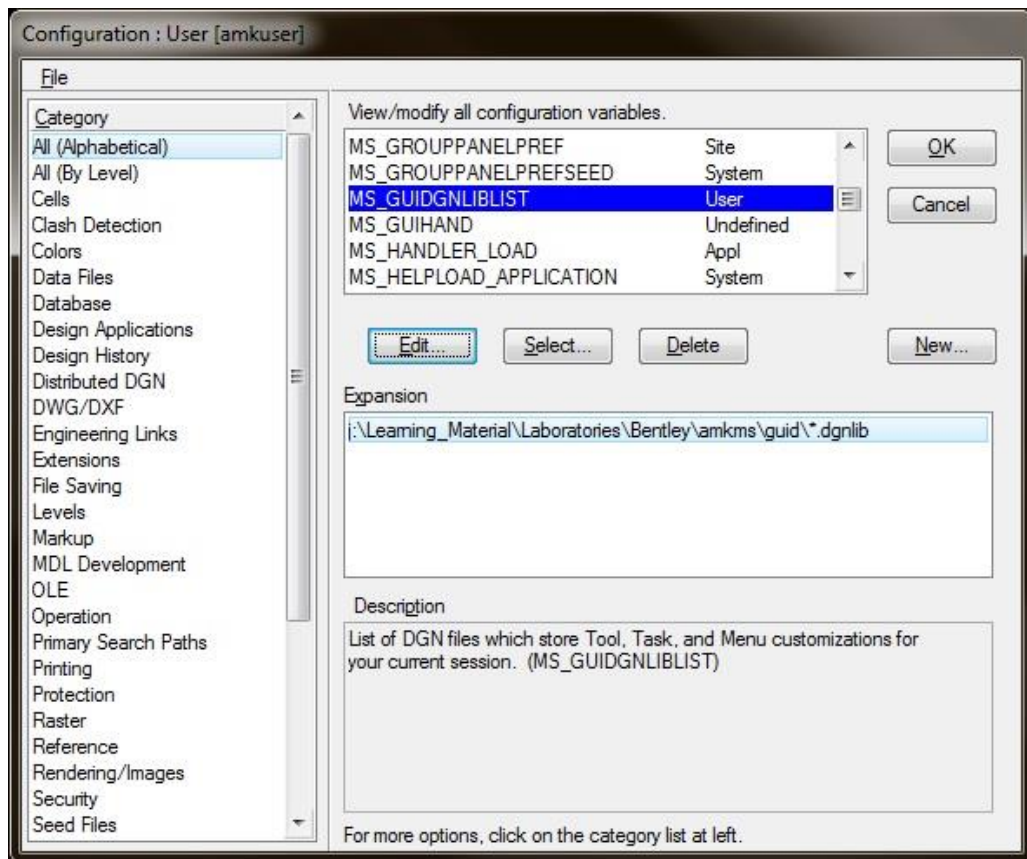 Configuration : User [amkuser]
File
Category
All (Alphabetical)
All (By Level)
Cells
Clash Detection
Colors
Data Files
Database
Design Applications
Design History
Distributed DGN
DWG/DXF
Engineering Links
Extensions
File Saving
Levels
Markup
MDL Development
OLE
Operation
Primary Search Paths
Printing
Protection
Raster
Reference
Rendering/Images
Security
Seed Files
View/modify all configuration variables.
MS_GROUPPANELPREF Site
MS_GROUPPANELPREFSEED System
MS_GUIDGNLIBLIST User
MS_GUIHAND Undefined
MS_HANDLER_LOAD Appl
MS_HELPLOAD_APPLICATION System
OK
Cancel
Edit... Select... Delete New...
Expansion
j:\Learning_Material\Laboratories\Bentley\amkms\guid\*.dgnlib
Description
List of DGN files which store Tool, Task, and Menu customizations for
your current session. (MS_GUIDGNLIBLIST)
For more options, click on the category list at left.